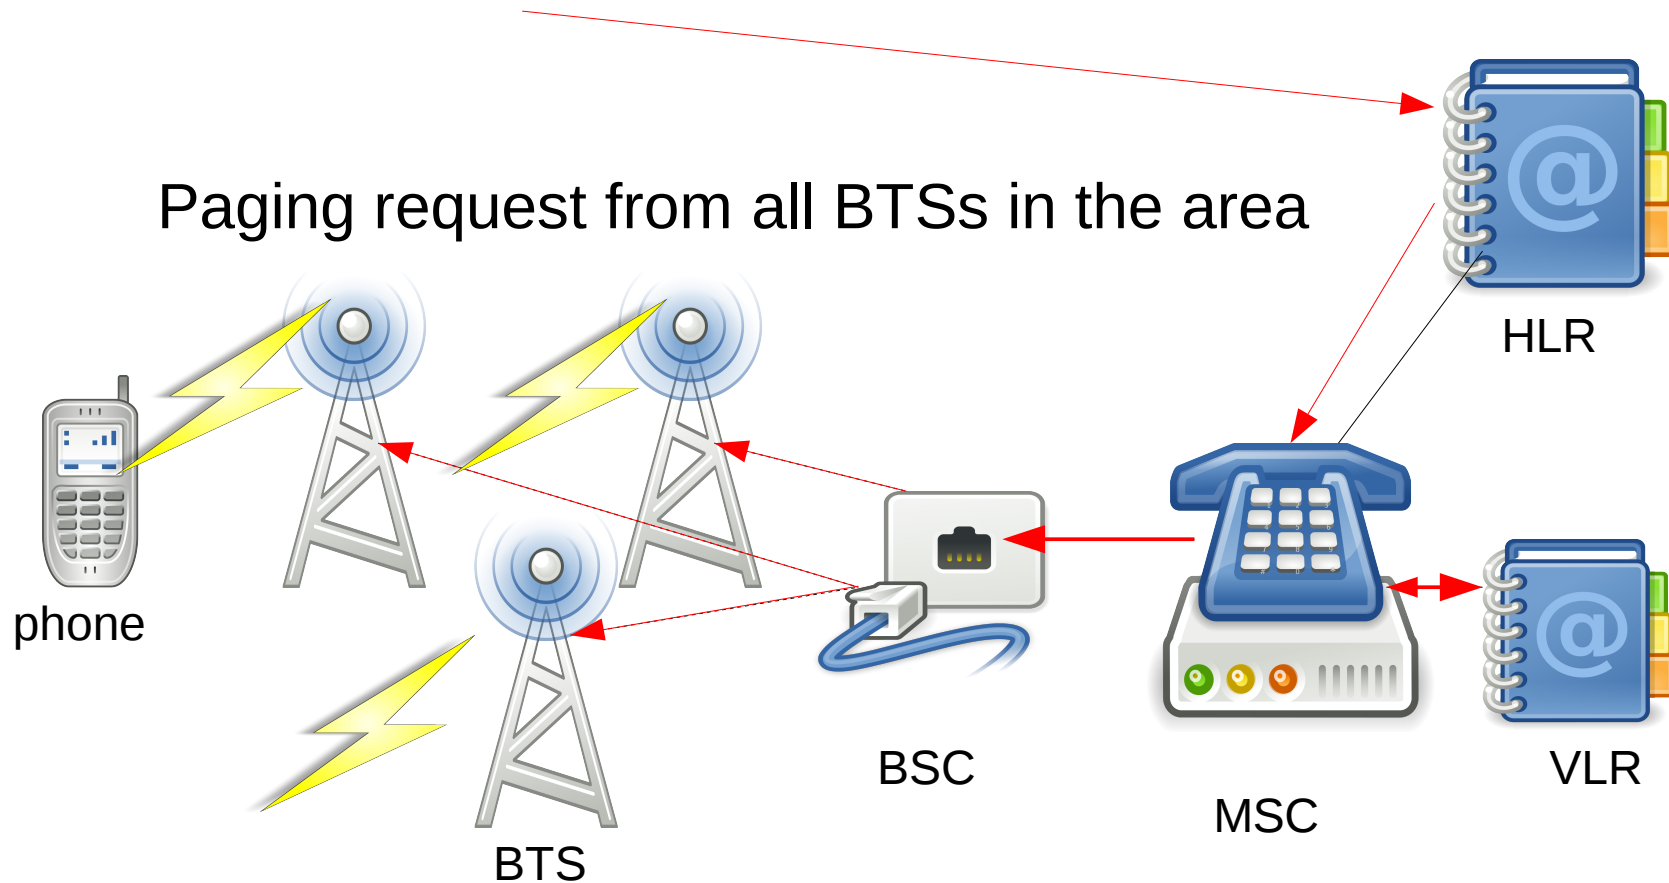 Paging request from all BTSs in the area
HLR
phone
BSC
VLR
MSC
BTS